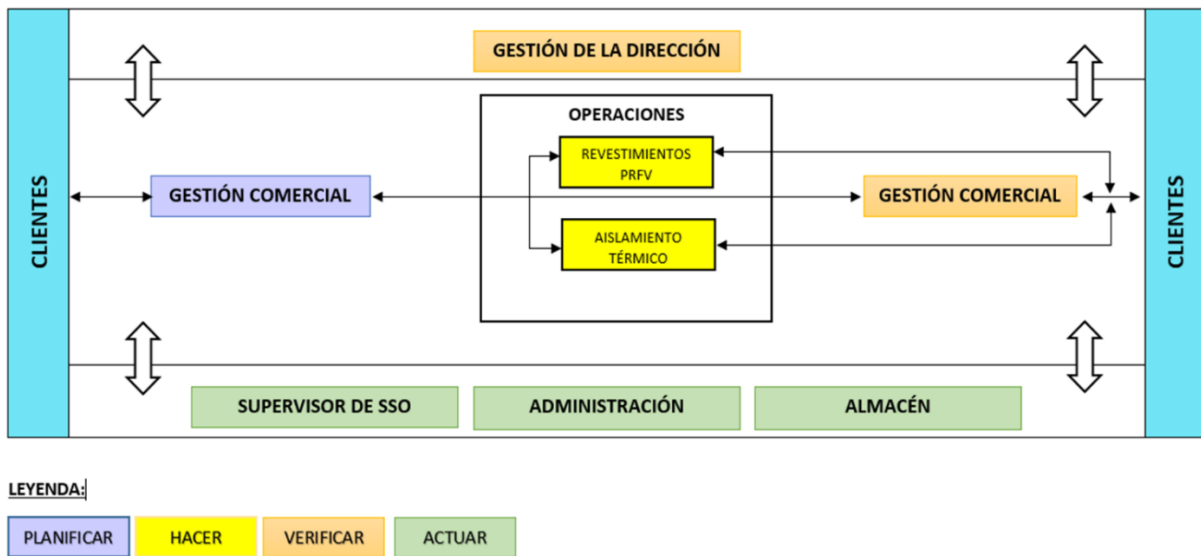 GESTIÓN DE LA DIRECCIÓN
CLIENTES
OPERACIONES
REVESTIMIENTOS
PRFV
GESTIÓN COMERCIAL
GESTIÓN COMERCIAL
AISLAMIENTO
TÉRMICO
CLIENTES
SUPERVISOR DE SSO
ADMINISTRACIÓN
ALMACÉN
LEYENDA:
PLANIFICAR
HACER
VERIFICAR
ACTUAR